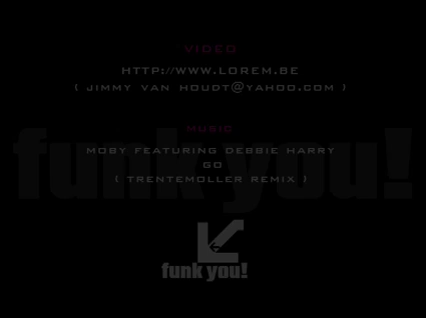 VIDEO
HTTP://WWW.LOREM.BE
( JIMMY VAN HOUDT@YAHOO.COM )
MUSIC
MOBY FEATURING DEBBIE HARRY
GO
( TRENTEMOLLER REMIX )
funk you!
funk you!